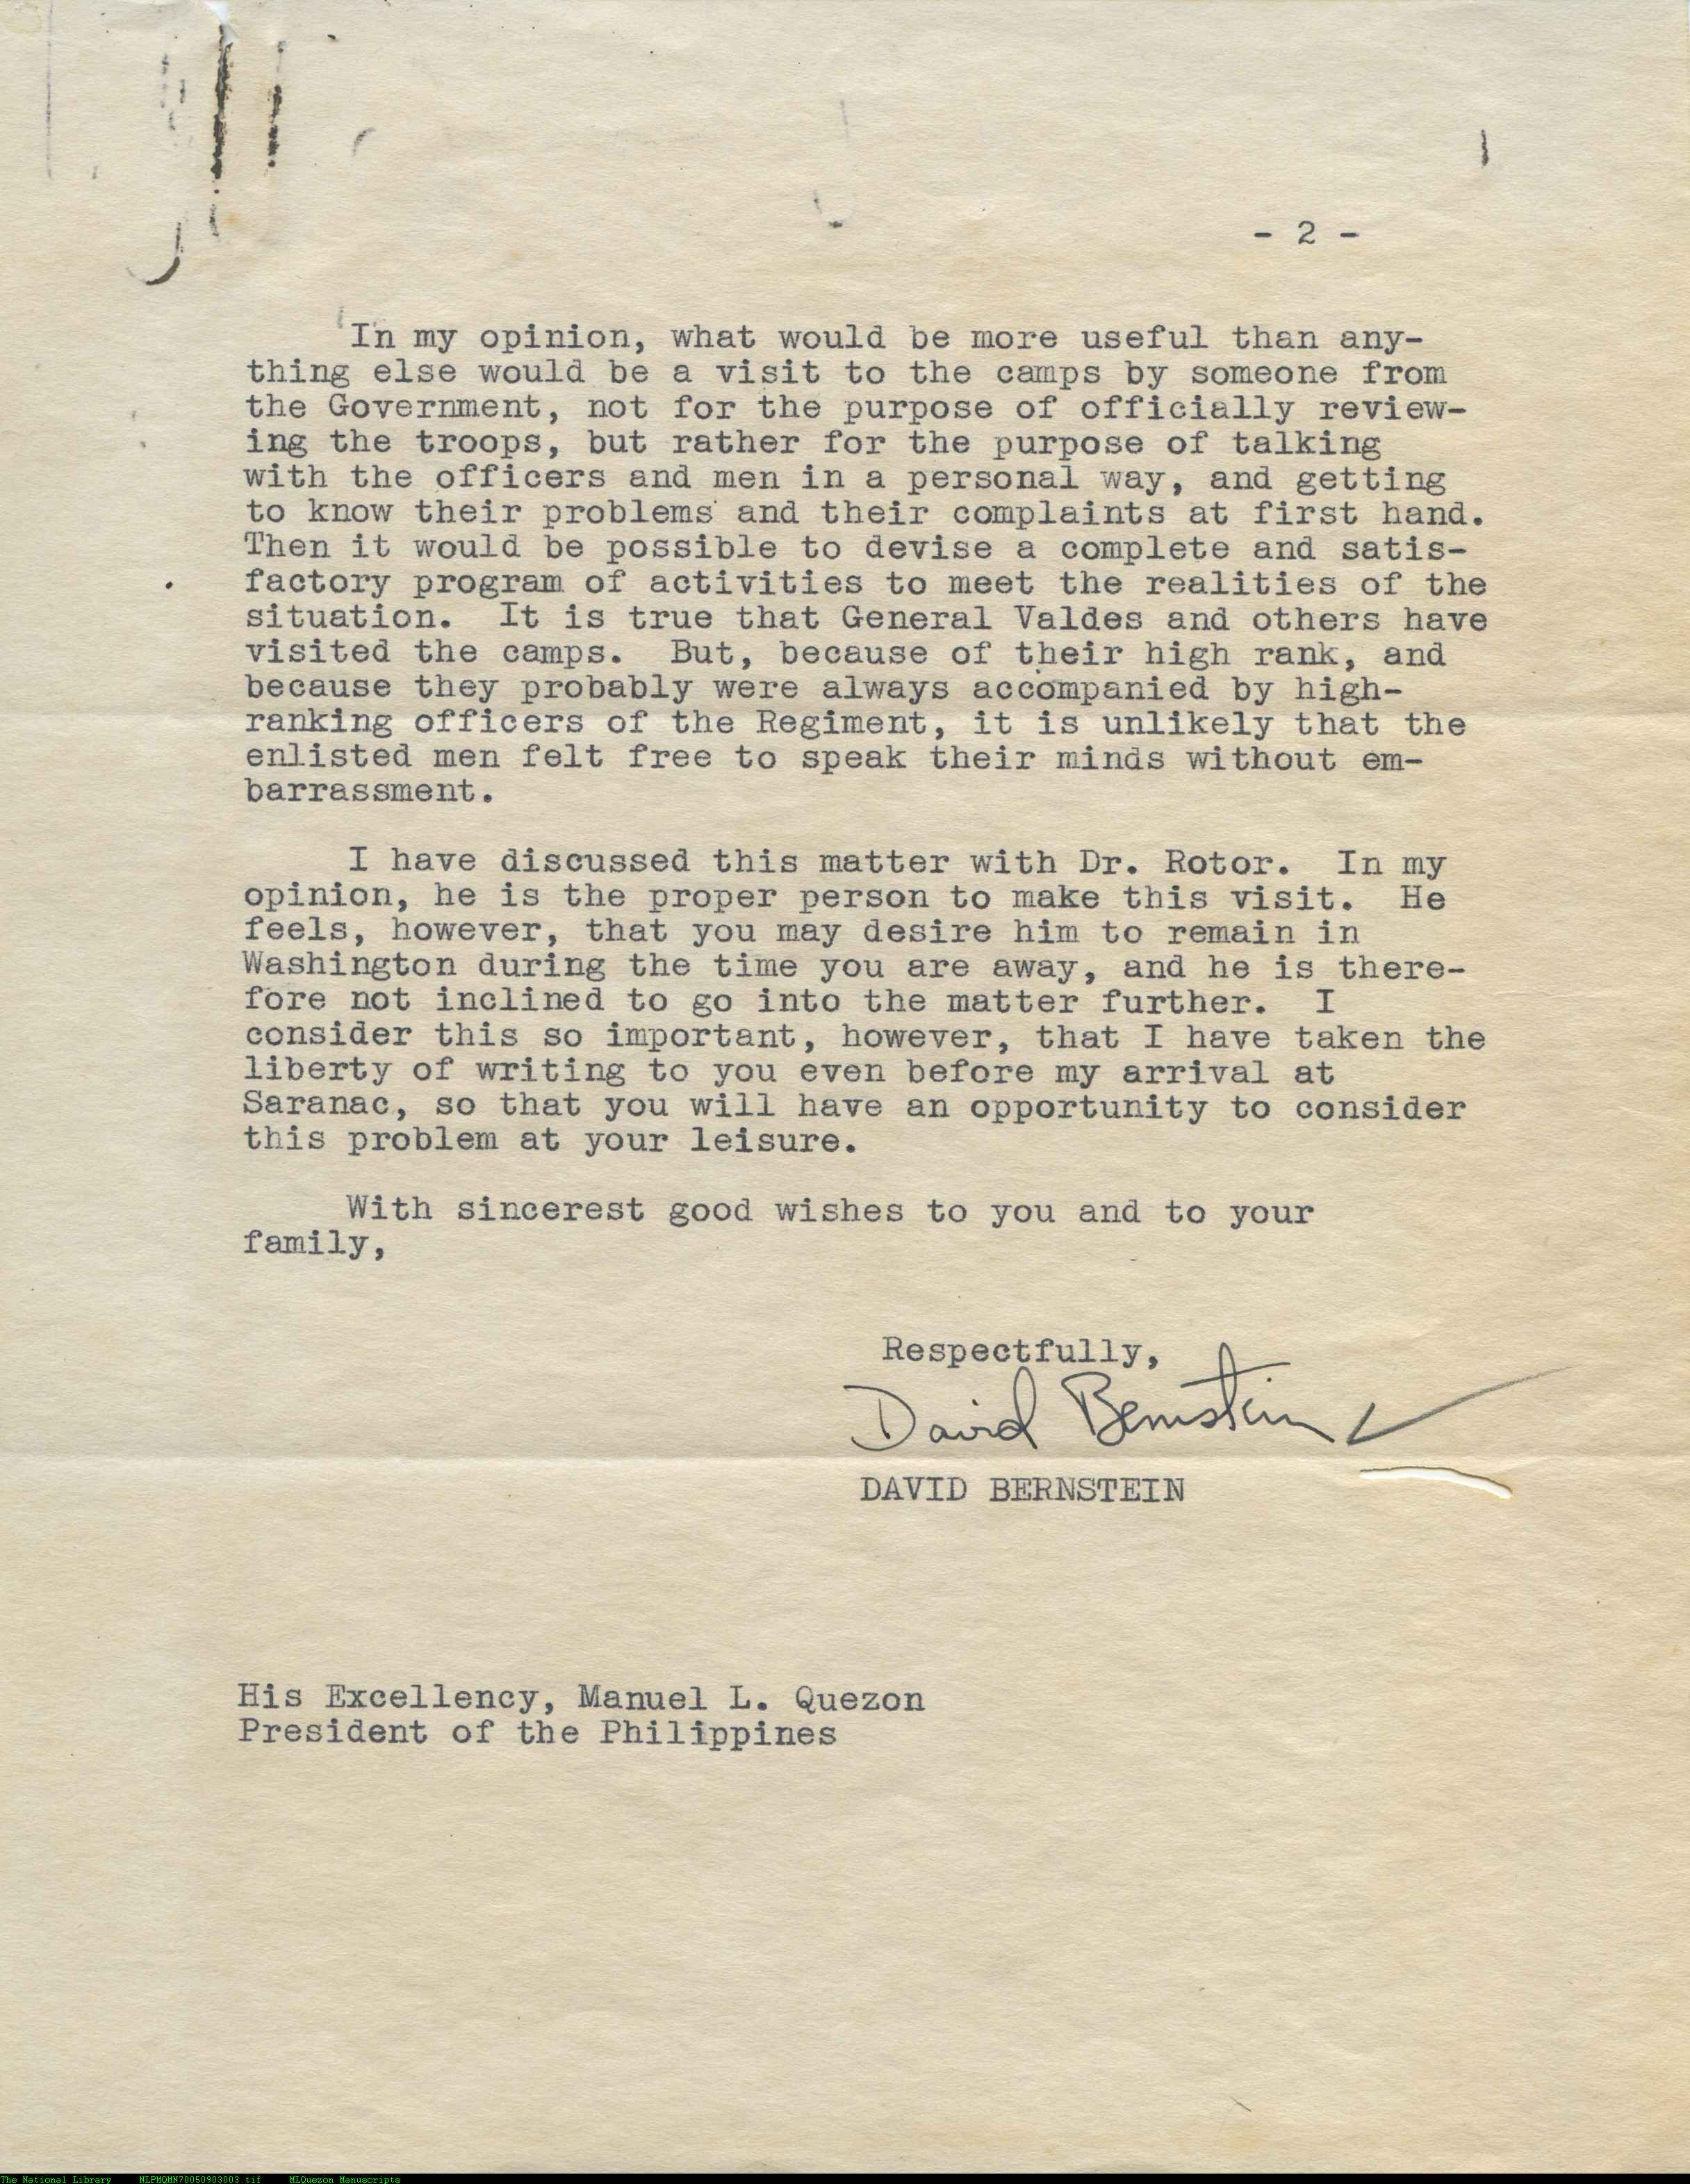 - 2 -
In my opinion, what would be more useful than any-
thing else would be a visit to the camps by someone from
the Government, not for the purpose of officially review-
ing the troops, but rather for the purpose of talking
with the officers and men in a personal way, and getting
to know their problems and their complaints at first hand.
Then it would be possible to devise a complete and satis-
factory program of activities to meet the realities of the
situation. It is true that General Valdes and others have
visited the camps. But, because of their high rank, and
because they probably were always accompanied by high-
ranking officers of the Regiment, it is unlikely that the
enlisted men felt free to speak their minds without em-
barrassment.
I have discussed this matter with Dr. Rotor. In my
opinion, he is the proper person to make this visit. He
feels, however, that you may desire him to remain in
Washington during the time you are away, and he is there-
fore not inclined to go into the matter further. I
consider this so important, however, that I have taken the
liberty of writing to you even before my arrival at
Saranac, so that you will have an opportunity to consider
this problem at your leisure.
With sincerest good wishes to you and to your
family,
Respectfully,
David Bernstein
DAVID BERNSTEIN
His Excellency, Manuel L. Quezon
President of the Philippines
The National Library NLPMQMN70050903003.tif MLQuezon Manuscripts